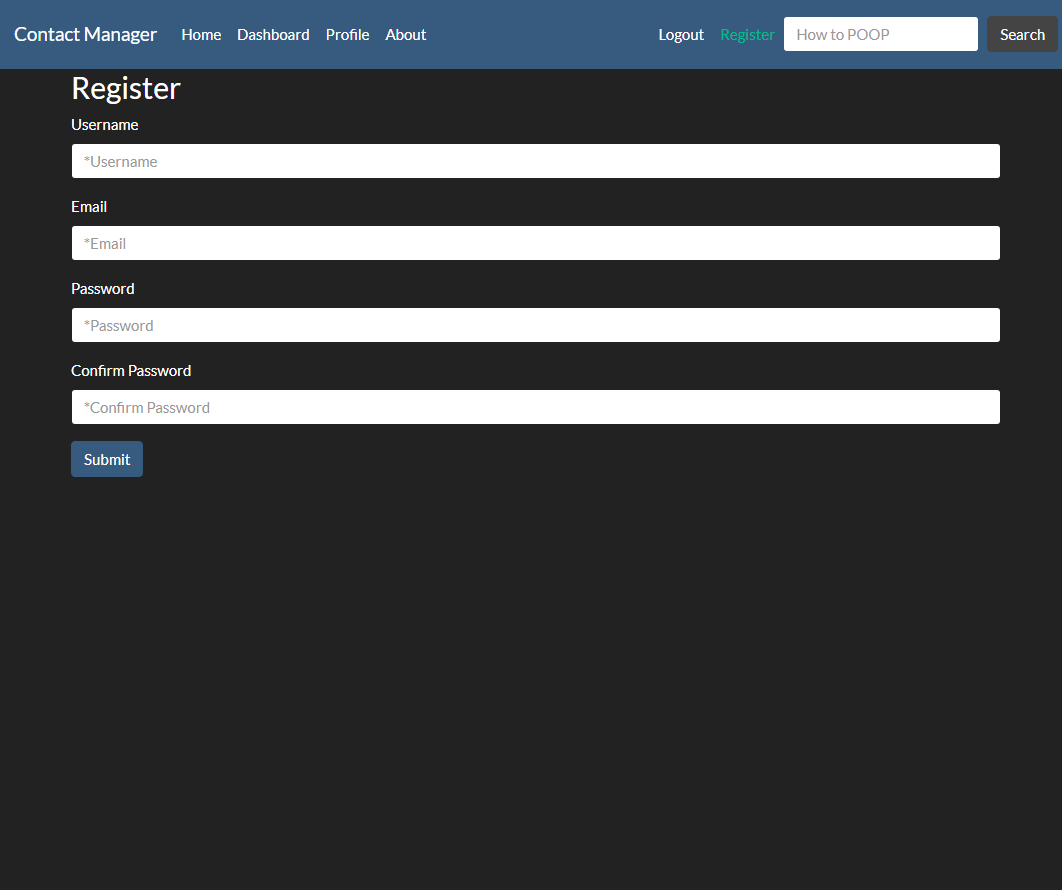 Contact Manager Home Dashboard Profile About Logout Register How to POOP Search
Register
Username
*Username
Email
*Email
Password
*Password
Confirm Password
*Confirm Password
Submit